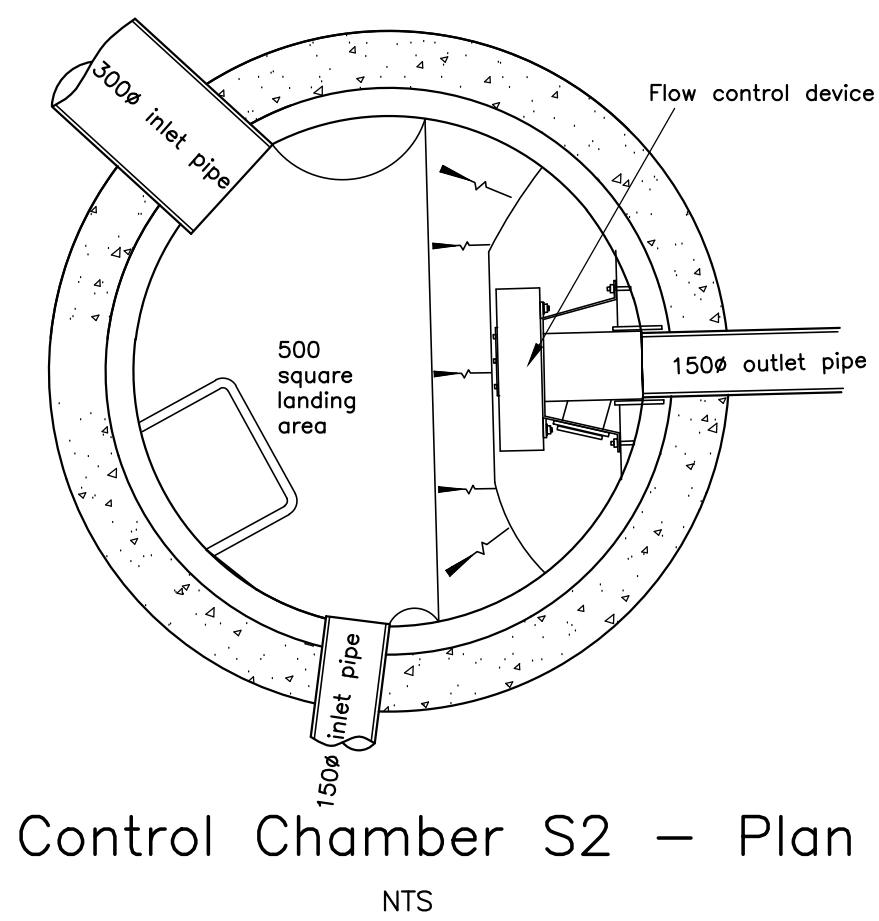 300ø inlet pipe
Flow control device
500
square
landing
area
150ø outlet pipe
150ø inlet pipe
Control Chamber S2 – Plan
NTS